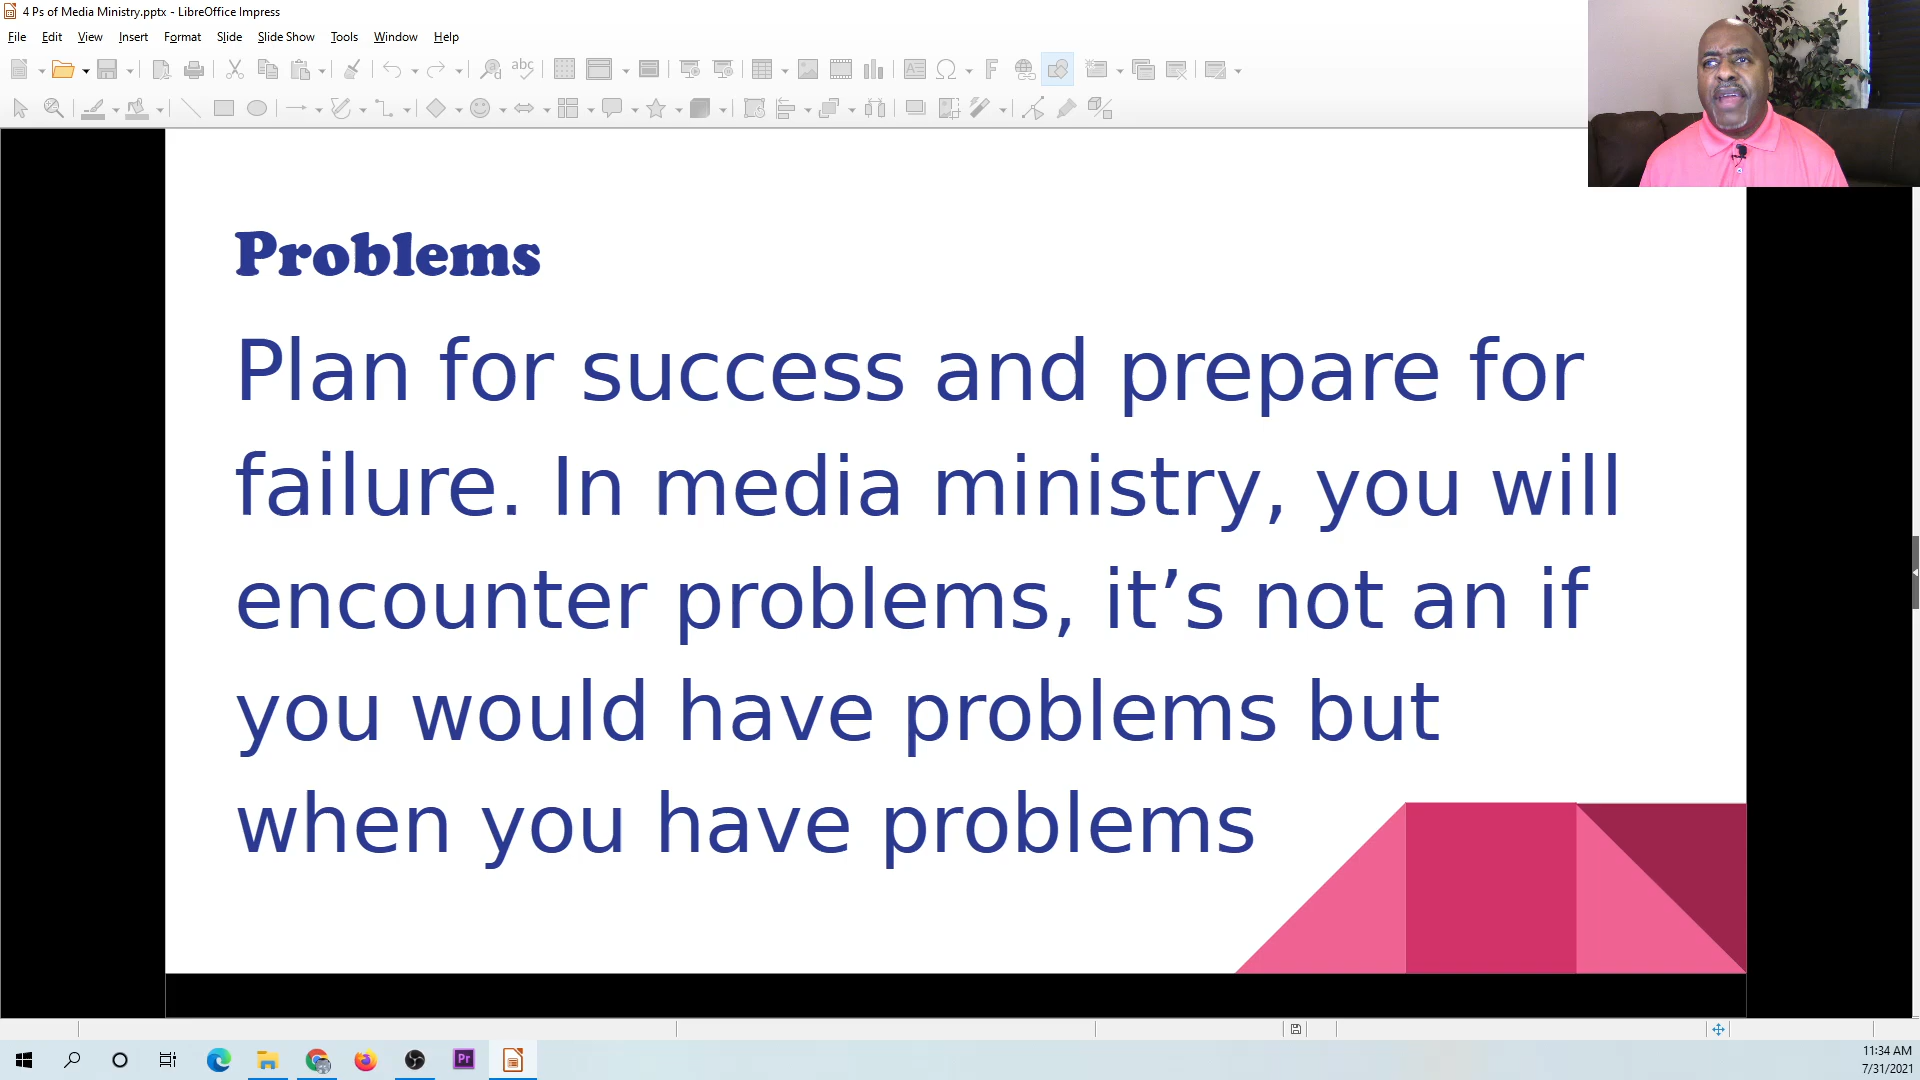 4 Ps of Media Ministry.pptx - LibreOffice Impress
File Edit View Insert Format Slide Slide Show Tools Window Help
abc
Problems
Plan for success and prepare for
failure. In media ministry, you will
encounter problems, it’s not an if
you would have problems but
when you have problems
Pr
11:34 AM
7/31/2021